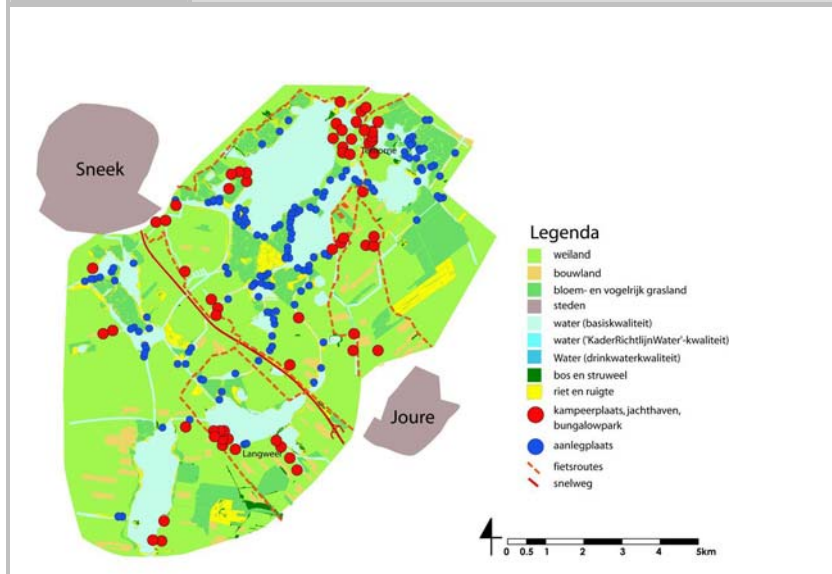 Sneek
Terhorne
Joure
Langweer
Legenda
weiland
bouwland
bloem- en vogelrijk grasland
steden
water (basiskwaliteit)
water ('KaderRichtlijnWater'-kwaliteit)
Water (drinkwaterkwaliteit)
bos en struweel
riet en ruigte
kampeerplaats, jachthaven,
bungalowpark
aanlegplaats
fietsroutes
snelweg
0 0.5 1 2 3 4 5km